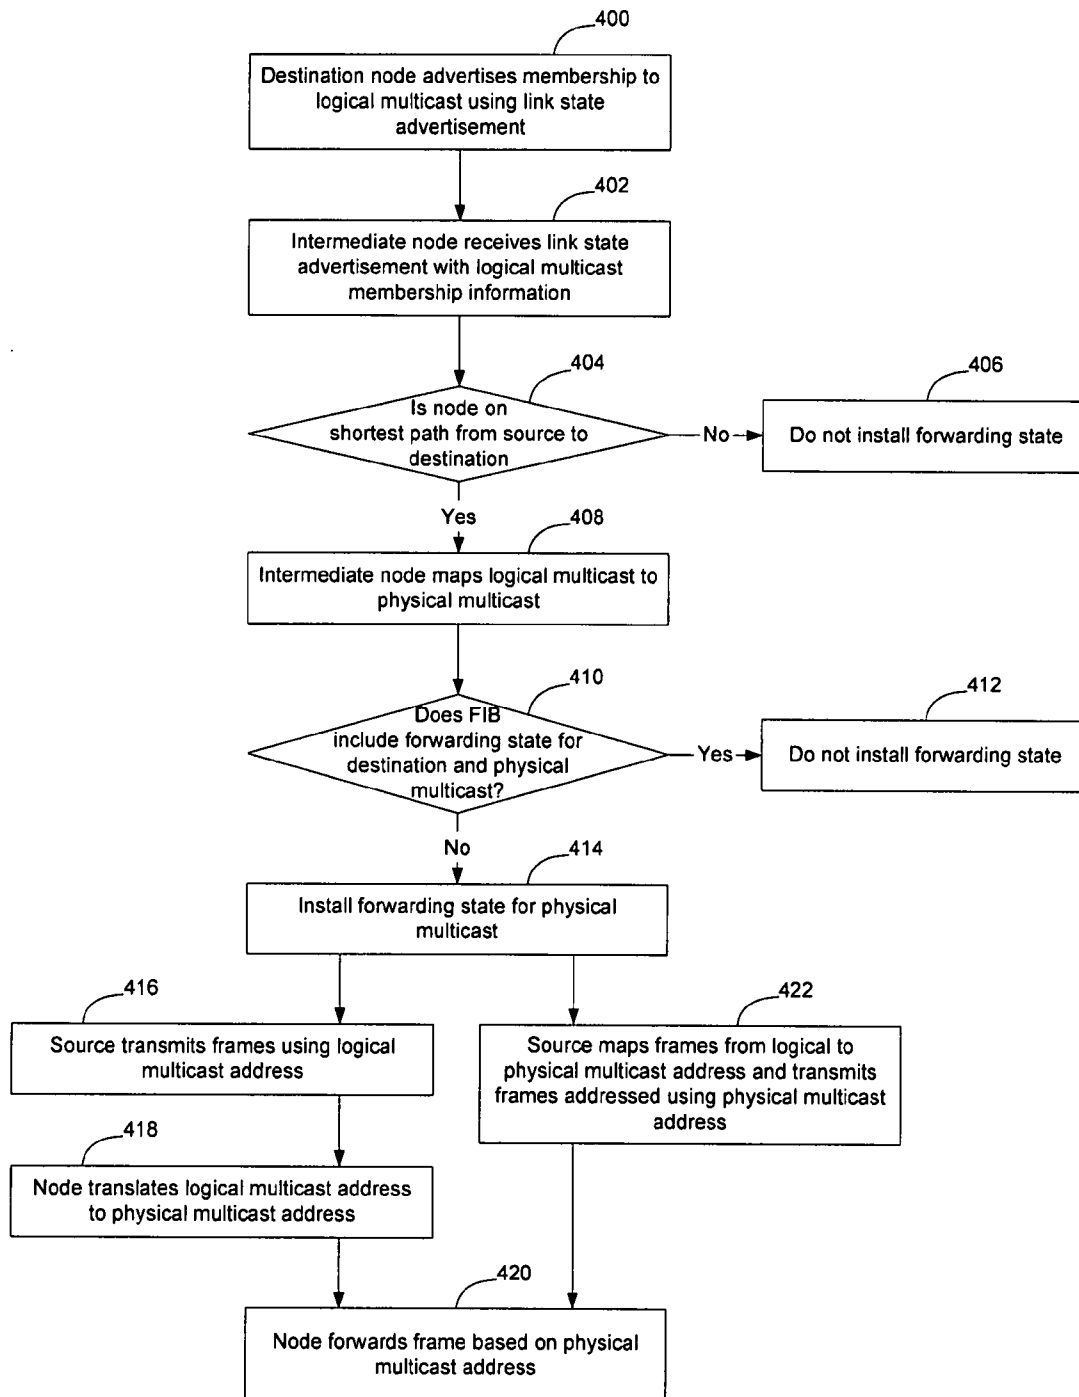 400
Destination node advertises membership to
logical multicast using link state
advertisement
402
Intermediate node receives link state
advertisement with logical multicast
membership information
404
Is node on
shortest path from source to
destination
No
406
Do not install forwarding state
Yes
408
Intermediate node maps logical multicast to
physical multicast
410
Does FIB
include forwarding state for
destination and physical
multicast?
Yes
412
Do not install forwarding state
No
414
Install forwarding state for physical
multicast
416
Source transmits frames using logical
multicast address
422
Source maps frames from logical to
physical multicast address and transmits
frames addressed using physical multicast
address
418
Node translates logical multicast address
to physical multicast address
420
Node forwards frame based on physical
multicast address